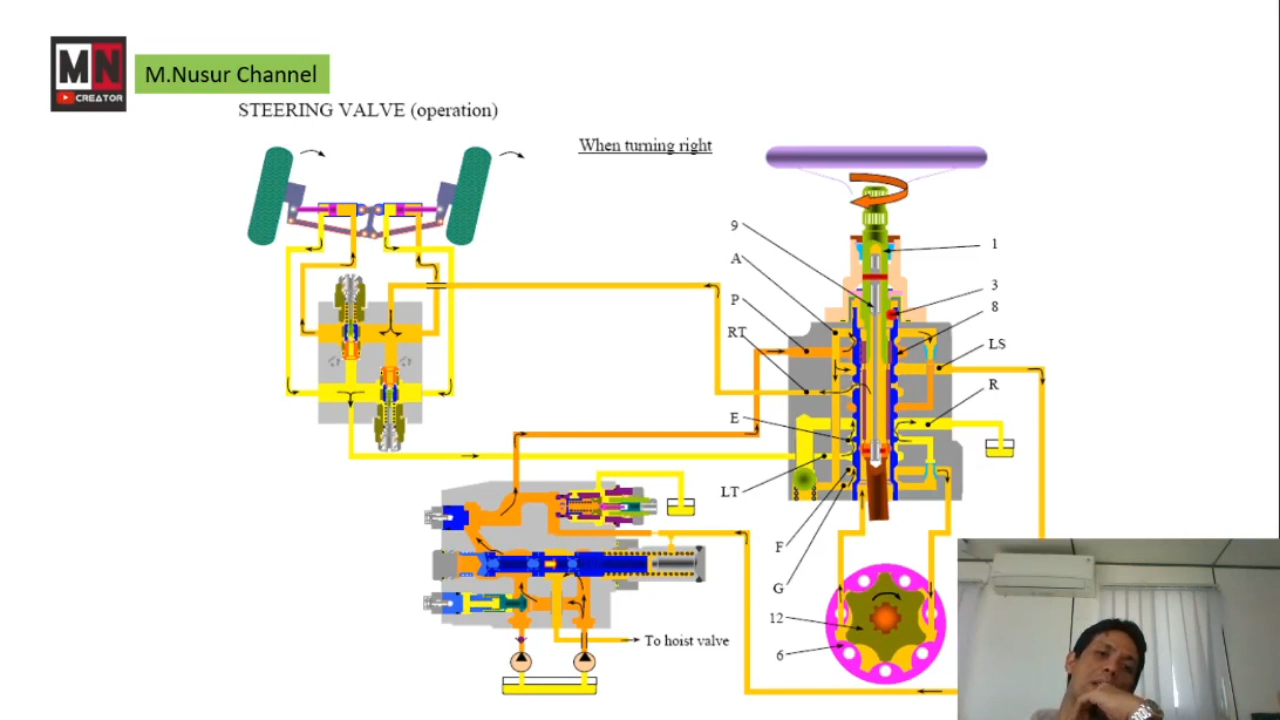 MN
CREATOR
M.Nusur Channel
STEERING VALVE (operation)
When turning right
9
A
P
RT
E
LT
F
G
12
6
1
3
8
LS
R
To hoist valve